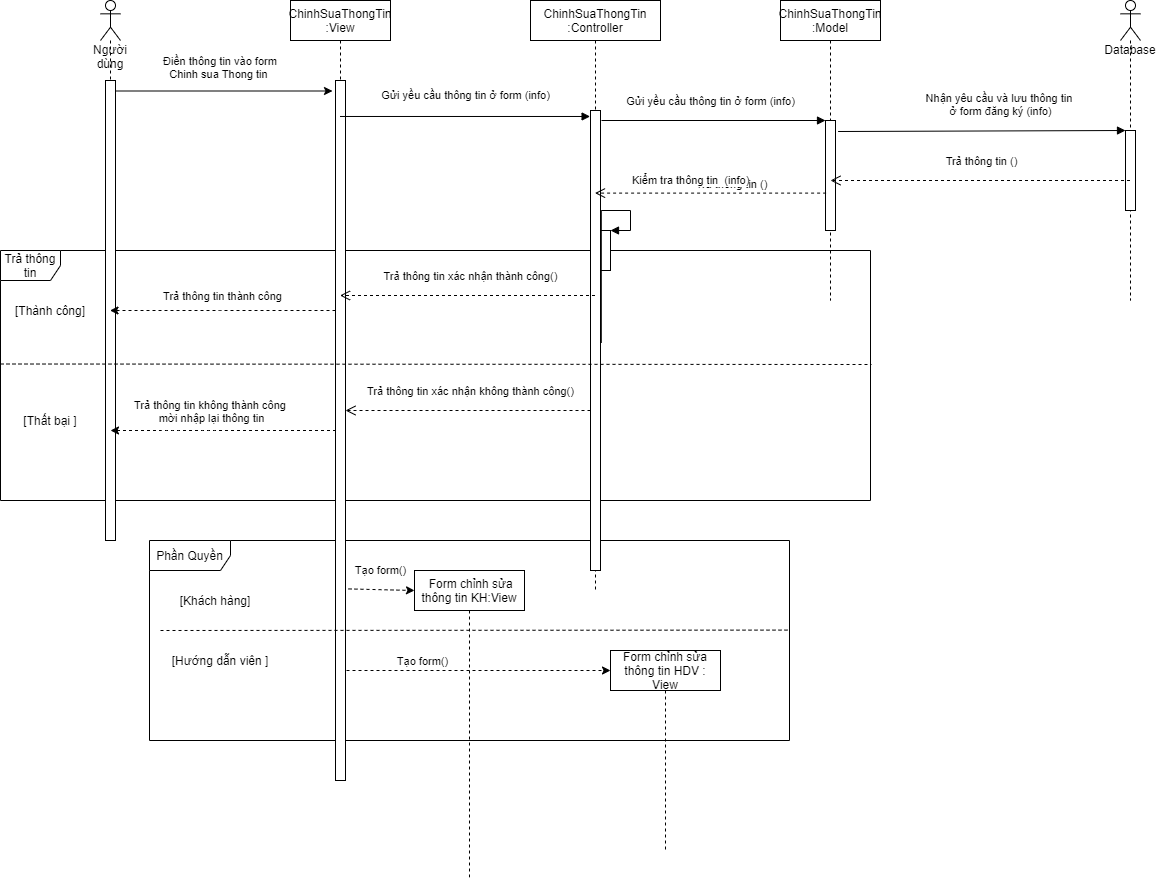 ChinhSuaThongTin
:View
ChinhSuaThongTin
:Controller
ChinhSuaThongTin
:Model
Người
dùng
Database
Điền thông tin vào form
Chinh sua Thong tin
Gửi yều cầu thông tin ở form (info)
Gửi yều cầu thông tin ở form (info)
Nhận yêu cầu và lưu thông tin
ở form đăng ký (info)
Trả thông tin ()
Kiểm tra thông tin (info)
tin ()
Trả thông
tin
Trả thông tin xác nhận thành công()
Trả thông tin thành công
[Thành công]
Trả thông tin xác nhận không thành công()
Trả thông tin không thành công
mời nhập lại thông tin
[Thất bại ]
Phần Quyền
Tạo form()
Form chỉnh sửa
thông tin KH:View
[Khách hàng]
[Hướng dẫn viên ]
Tạo form()
Form chỉnh sửa
thông tin HDV :
View